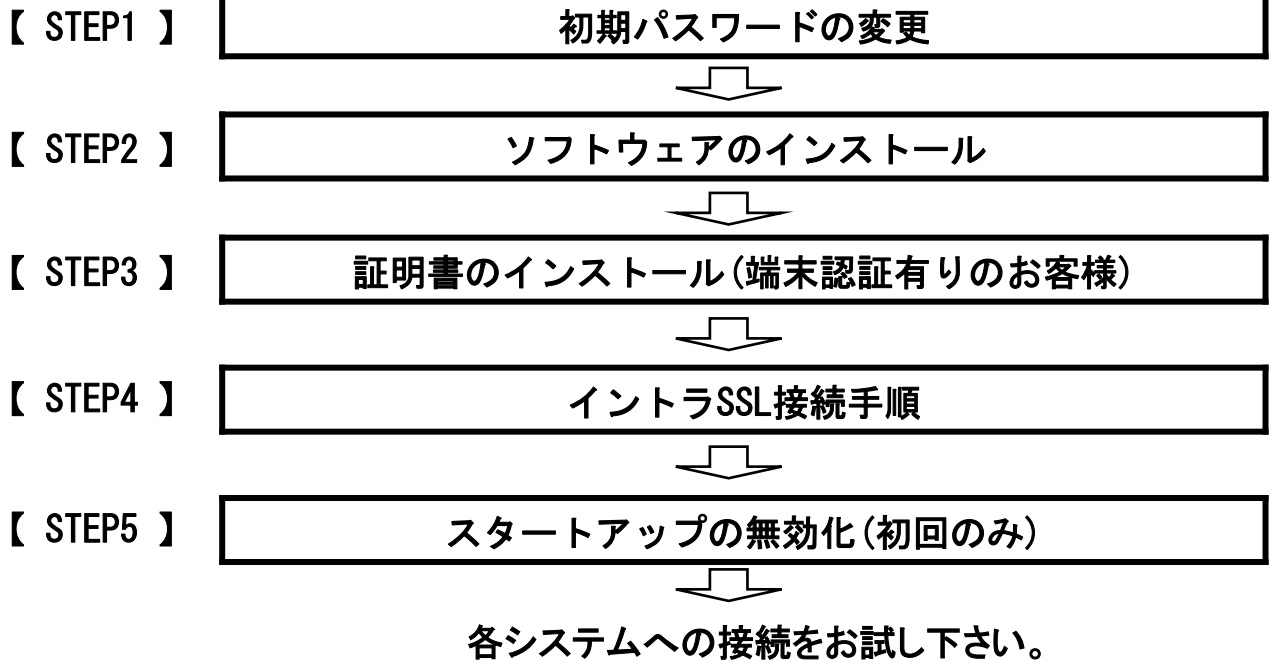 【 STEP1 】 初期パスワードの変更
【 STEP2 】 ソフトウェアのインストール
【 STEP3 】 証明書のインストール(端末認証有りのお客様)
【 STEP4 】 イントラSSL接続手順
【 STEP5 】 スタートアップの無効化(初回のみ)
各システムへの接続をお試し下さい。